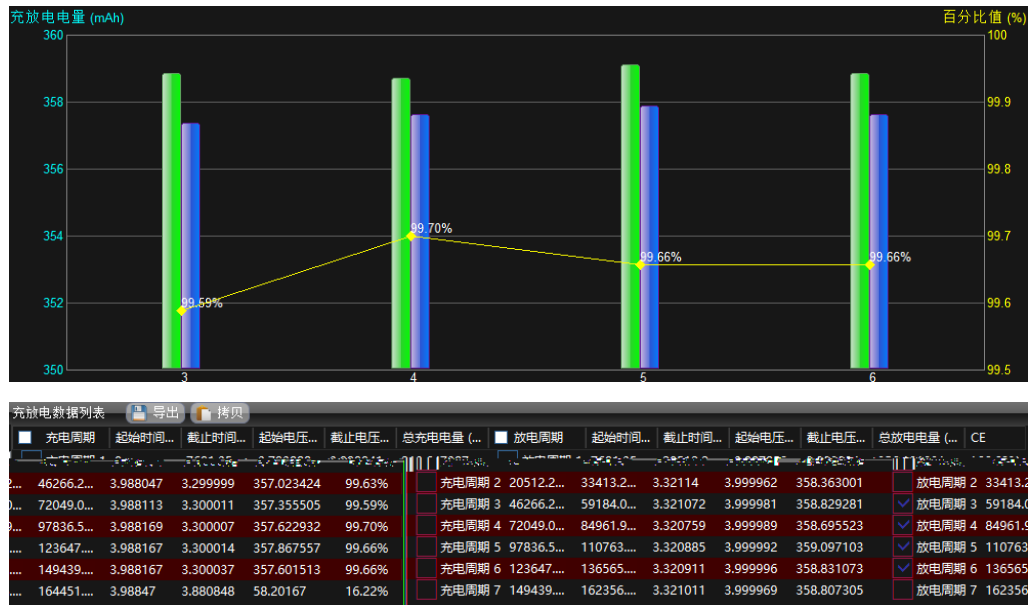 充放电电量 (mAh) 百分比值 (%)
360 100
358 99.9
356 99.8
354 99.7
352 99.6
350 99.5
99.59% 99.70% 99.66% 99.66%
3 4 5 6
充放电数据列表 导出 拷贝
充电周期 起始时间... 截止时间... 起始电压... 截止电压... 总充电电量 (... 放电周期 起始时间... 截止时间... 起始电压... 截止电压... 总放电电量 (... CE
2... 46266.2... 3.988047 3.299999 357.023424 99.63% 充电周期 2 20512.2... 33413.2... 3.32114 3.999962 358.363001 放电周期 2 33413.2
0... 72049.0... 3.988113 3.300011 357.355505 99.59% 充电周期 3 46266.2... 59184.0... 3.321072 3.999981 358.829281 放电周期 3 59184.0
9... 97836.5... 3.988169 3.300007 357.622932 99.70% 充电周期 4 72049.0... 84961.9... 3.320759 3.999989 358.695523 放电周期 4 84961.9
... 123647.... 3.988167 3.300014 357.867557 99.66% 充电周期 5 97836.5... 110763.... 3.320885 3.999992 359.097103 放电周期 5 110763
... 149439.... 3.988167 3.300037 357.601513 99.66% 充电周期 6 123647.... 136565.... 3.320911 3.999996 358.831073 放电周期 6 136565
... 164451.... 3.98847 3.880848 58.20167 16.22% 充电周期 7 149439.... 162356.... 3.321011 3.999969 358.807305 放电周期 7 162356